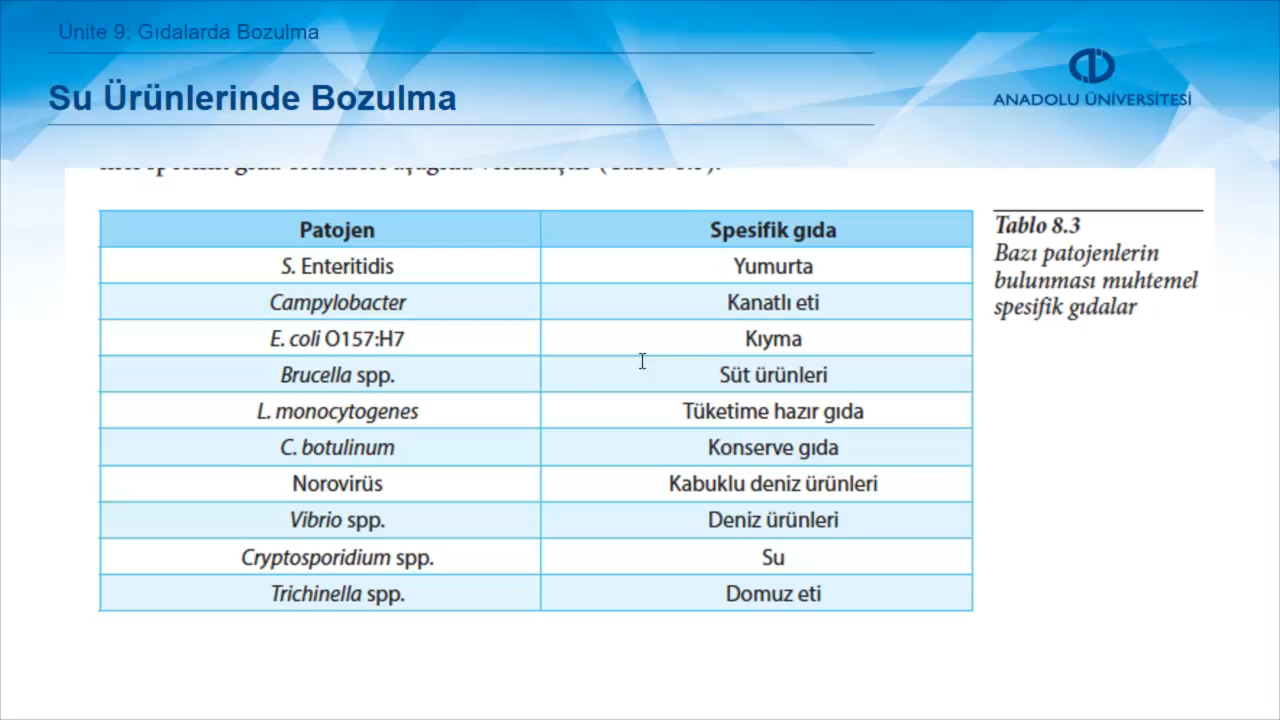 Ünite 9: Gıdalarda Bozulma
Su Ürünlerinde Bozulma
ANADOLU ÜNİVERSİTESİ
Patojen Spesifik gıda
S. Enteritidis Yumurta
Campylobacter Kanatlı eti
E. coli O157:H7 Kıyma
Brucella spp. Süt ürünleri
L. monocytogenes Tüketime hazır gıda
C. botulinum Konserve gıda
Norovirüs Kabuklu deniz ürünleri
Vibrio spp. Deniz ürünleri
Cryptosporidium spp. Su
Trichinella spp. Domuz eti
Tablo 8.3
Bazı patojenlerin
bulunması muhtemel
spesifik gıdalar